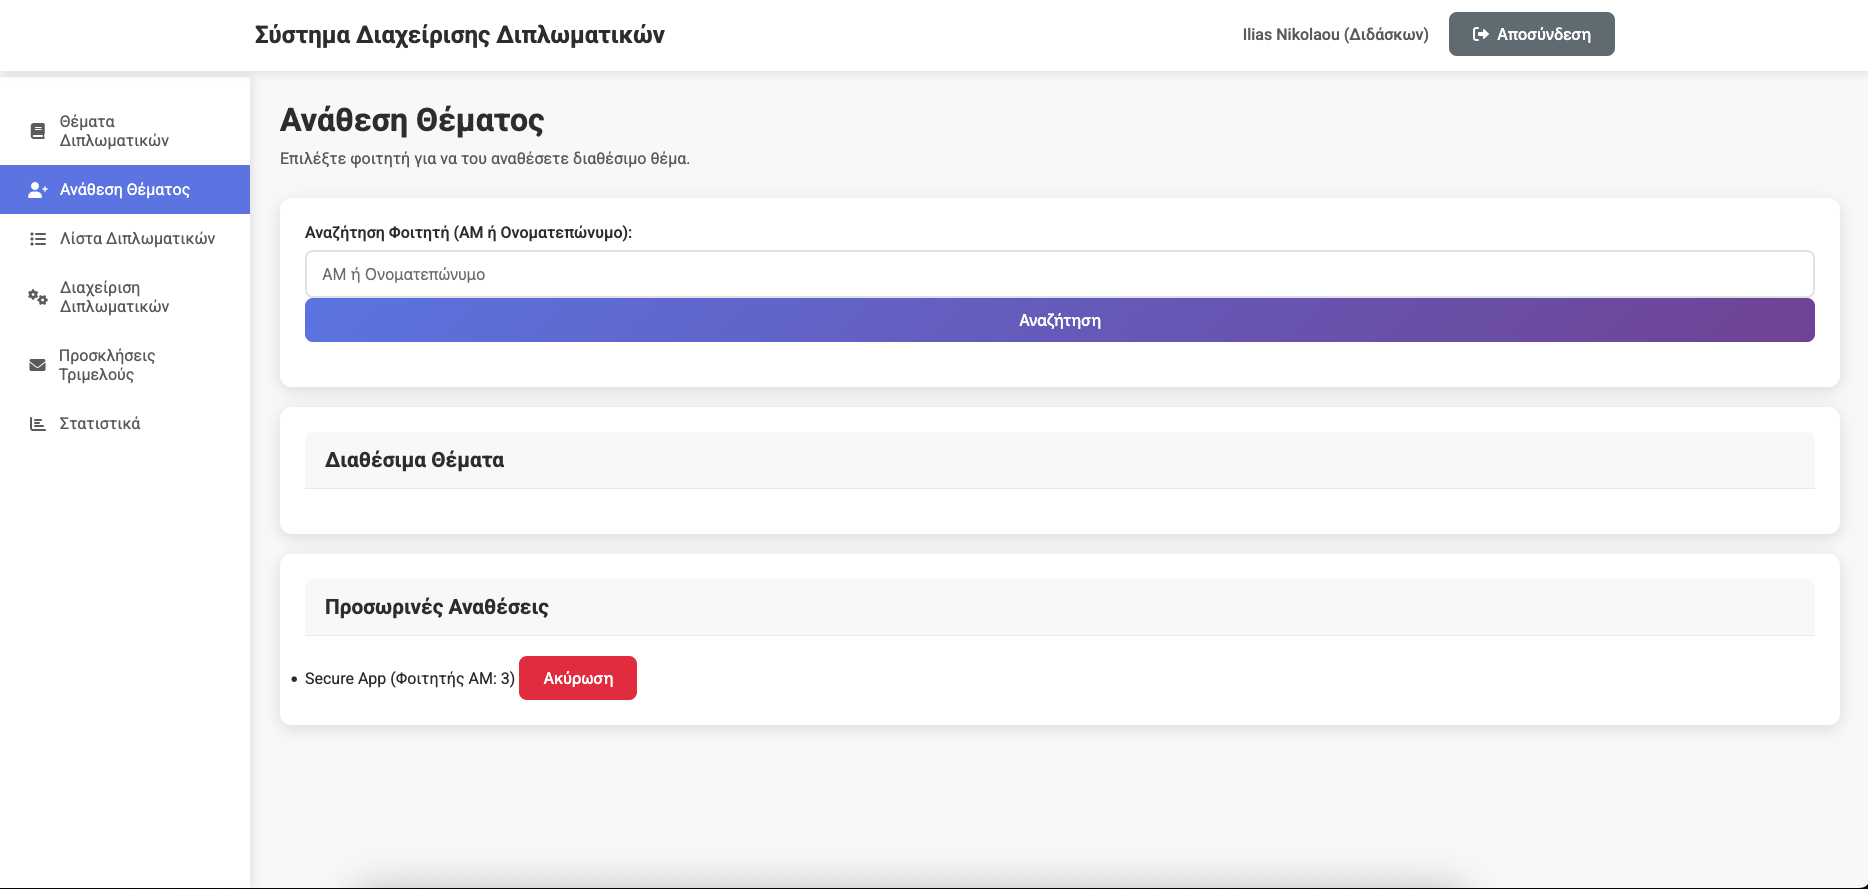 Σύστημα Διαχείρισης Διπλωματικών
Ilias Nikolaou (Διδάσκων)
Αποσύνδεση
Θέματα
Διπλωματικών
Ανάθεση Θέματος
Λίστα Διπλωματικών
Διαχείριση
Διπλωματικών
Προσκλήσεις
Τριμελούς
Στατιστικά
Ανάθεση Θέματος
Επιλέξτε φοιτητή για να του αναθέσετε διαθέσιμο θέμα.
Αναζήτηση Φοιτητή (ΑΜ ή Ονοματεπώνυμο):
ΑΜ ή Ονοματεπώνυμο
Αναζήτηση
Διαθέσιμα Θέματα
Προσωρινές Αναθέσεις
• Secure App (Φοιτητής ΑΜ: 3) Ακύρωση